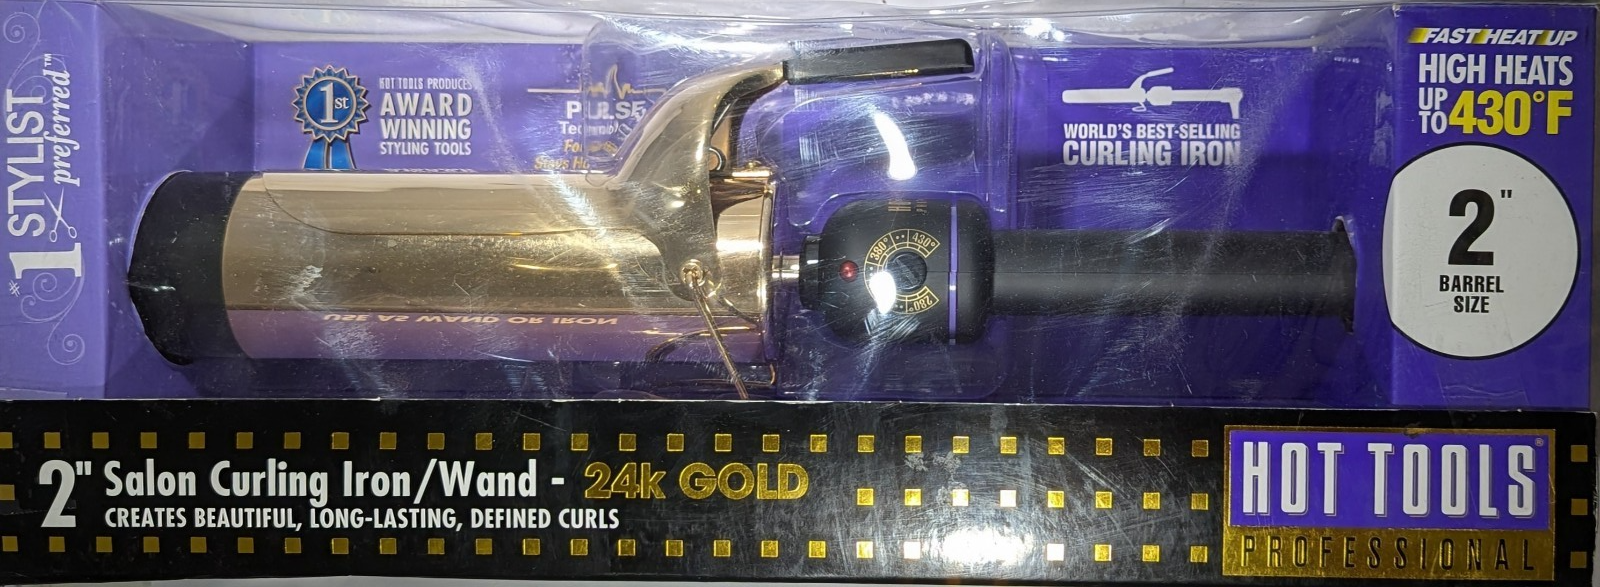 #1 STYLIST
preferred™
1st
HOT TOOLS PRODUCES
AWARD
WINNING
STYLING TOOLS
PULSE
WORLD'S BEST-SELLING
CURLING IRON
FAST HEAT UP
HIGH HEATS
UP
TO 430°F
2"
BARREL
SIZE
380°
430°
280°
USE AS WAND OR IRON
2" Salon Curling Iron/Wand - 24k GOLD
CREATES BEAUTIFUL, LONG-LASTING, DEFINED CURLS
HOT TOOLS®
PROFESSIONAL